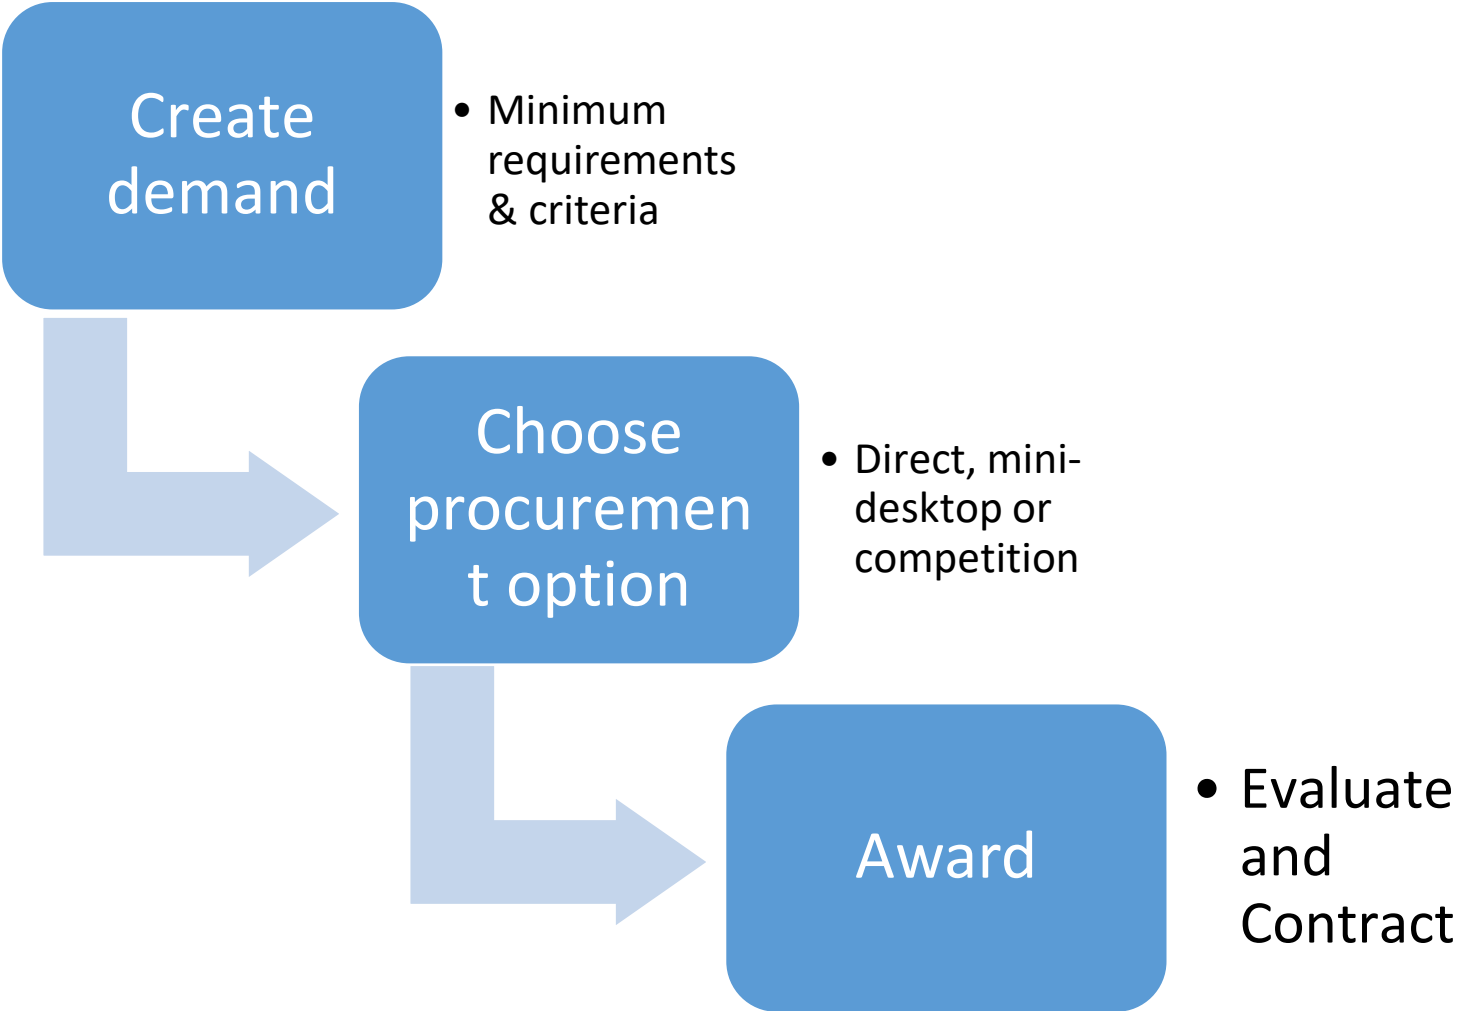 Create
demand
• Minimum
requirements
& criteria
Choose
procuremen
t option
• Direct, mini-
desktop or
competition
Award
• Evaluate
and
Contract